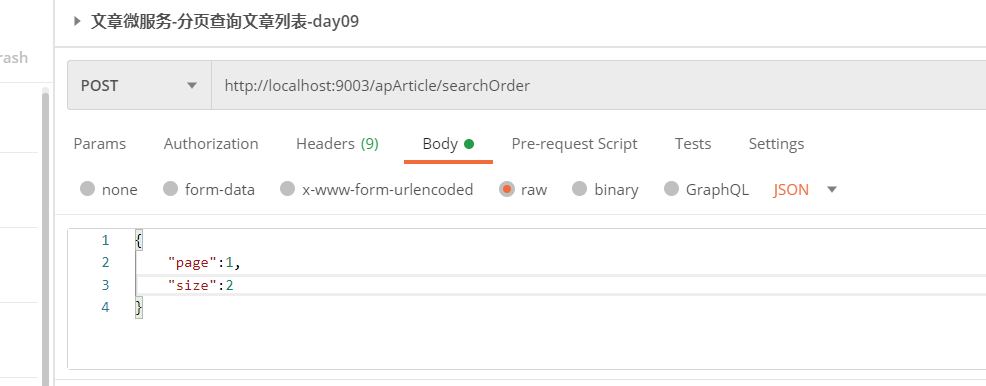 文章微服务-分页查询文章列表-day09
rash
POST http://localhost:9003/apArticle/searchOrder
Params Authorization Headers (9) Body Pre-request Script Tests Settings
none form-data x-www-form-urlencoded raw binary GraphQL JSON
1 {
2 "page":1,
3 "size":2
4 }